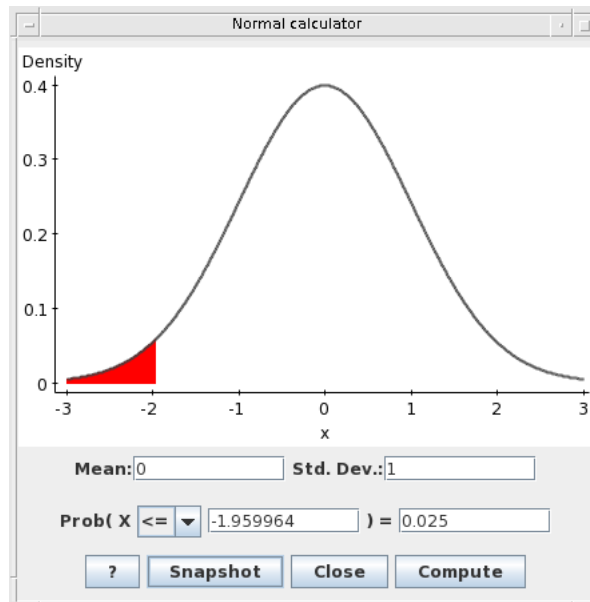 Normal calculator
Density
0.4
0.3
0.2
0.1
0
-3 -2 -1 0 1 2 3
x
Mean: 0 Std. Dev.: 1
Prob( X <= -1.959964 ) = 0.025
? Snapshot Close Compute